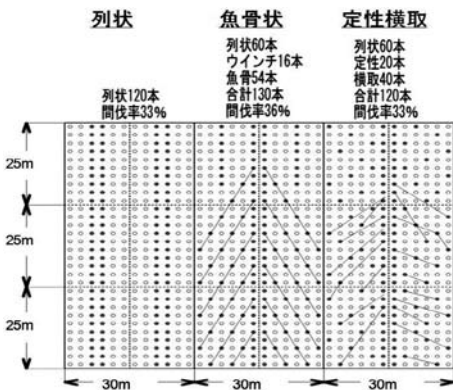 列状
魚骨状
定性横取
列状120本
間伐率33%
列状60本
ウインチ16本
魚骨54本
合計130本
間伐率36%
列状60本
定性20本
横取40本
合計120本
間伐率33%
25m
25m
25m
30m
30m
30m